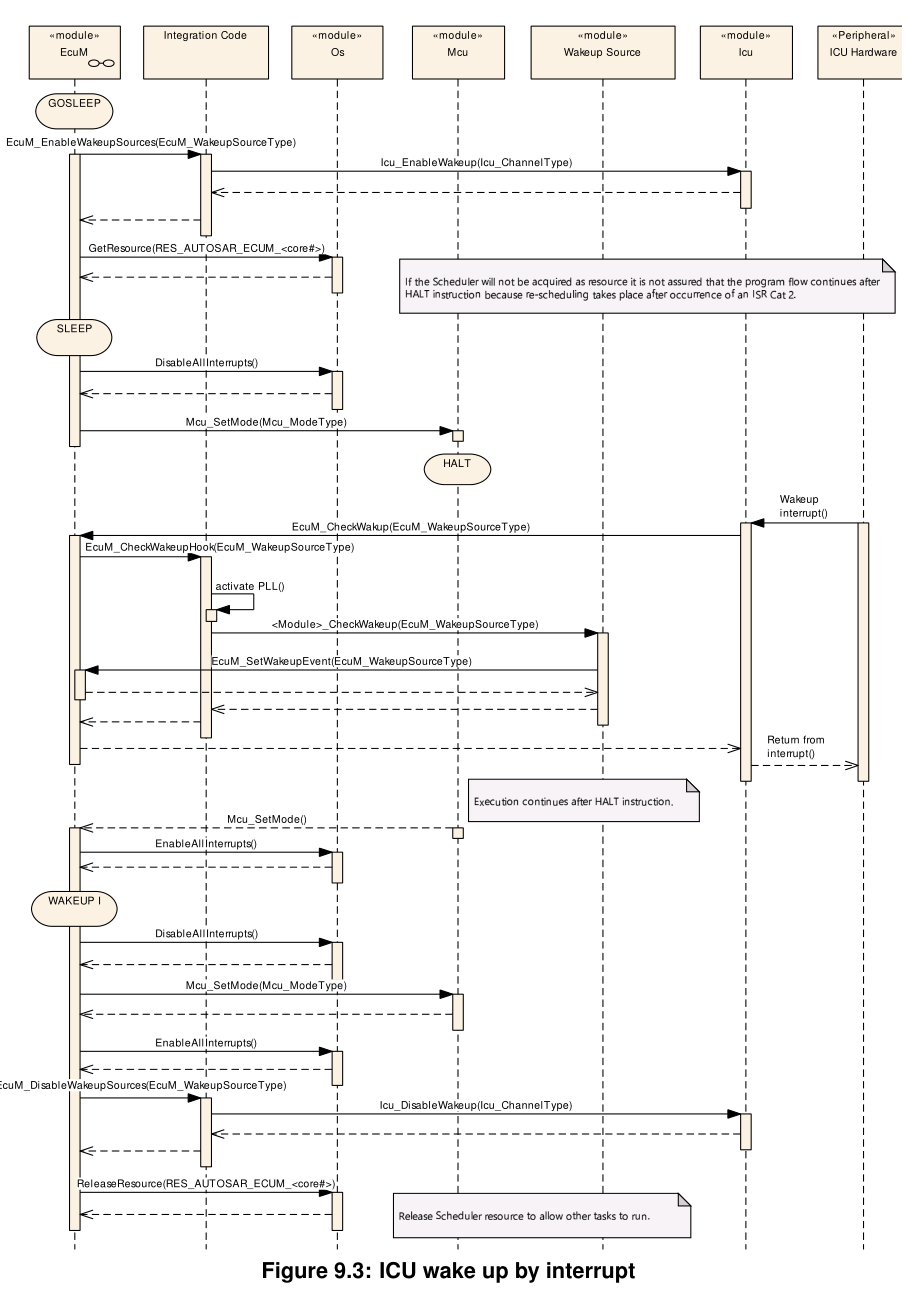 «module»
EcuM
Integration Code
«module»
Os
«module»
Mcu
«module»
Wakeup Source
«module»
Icu
«Peripheral»
ICU Hardware
GOSLEEP
EcuM_EnableWakeupSources(EcuM_WakeupSourceType)
Icu_EnableWakeup(Icu_ChannelType)
GetResource(RES_AUTOSAR_ECUM_<core#>)
If the Scheduler will not be acquired as resource it is not assured that the program flow continues after
HALT instruction because re-scheduling takes place after occurrence of an ISR Cat 2.
SLEEP
DisableAllInterrupts()
Mcu_SetMode(Mcu_ModeType)
HALT
Wakeup
interrupt()
EcuM_CheckWakup(EcuM_WakeupSourceType)
EcuM_CheckWakeupHook(EcuM_WakeupSourceType)
activate PLL()
<Module>_CheckWakeup(EcuM_WakeupSourceType)
EcuM_SetWakeupEvent(EcuM_WakeupSourceType)
Return from
interrupt()
Execution continues after HALT instruction.
Mcu_SetMode()
EnableAllInterrupts()
WAKEUP I
DisableAllInterrupts()
Mcu_SetMode(Mcu_ModeType)
EnableAllInterrupts()
EcuM_DisableWakeupSources(EcuM_WakeupSourceType)
Icu_DisableWakeup(Icu_ChannelType)
ReleaseResource(RES_AUTOSAR_ECUM_<core#>)
Release Scheduler resource to allow other tasks to run.
Figure 9.3: ICU wake up by interrupt